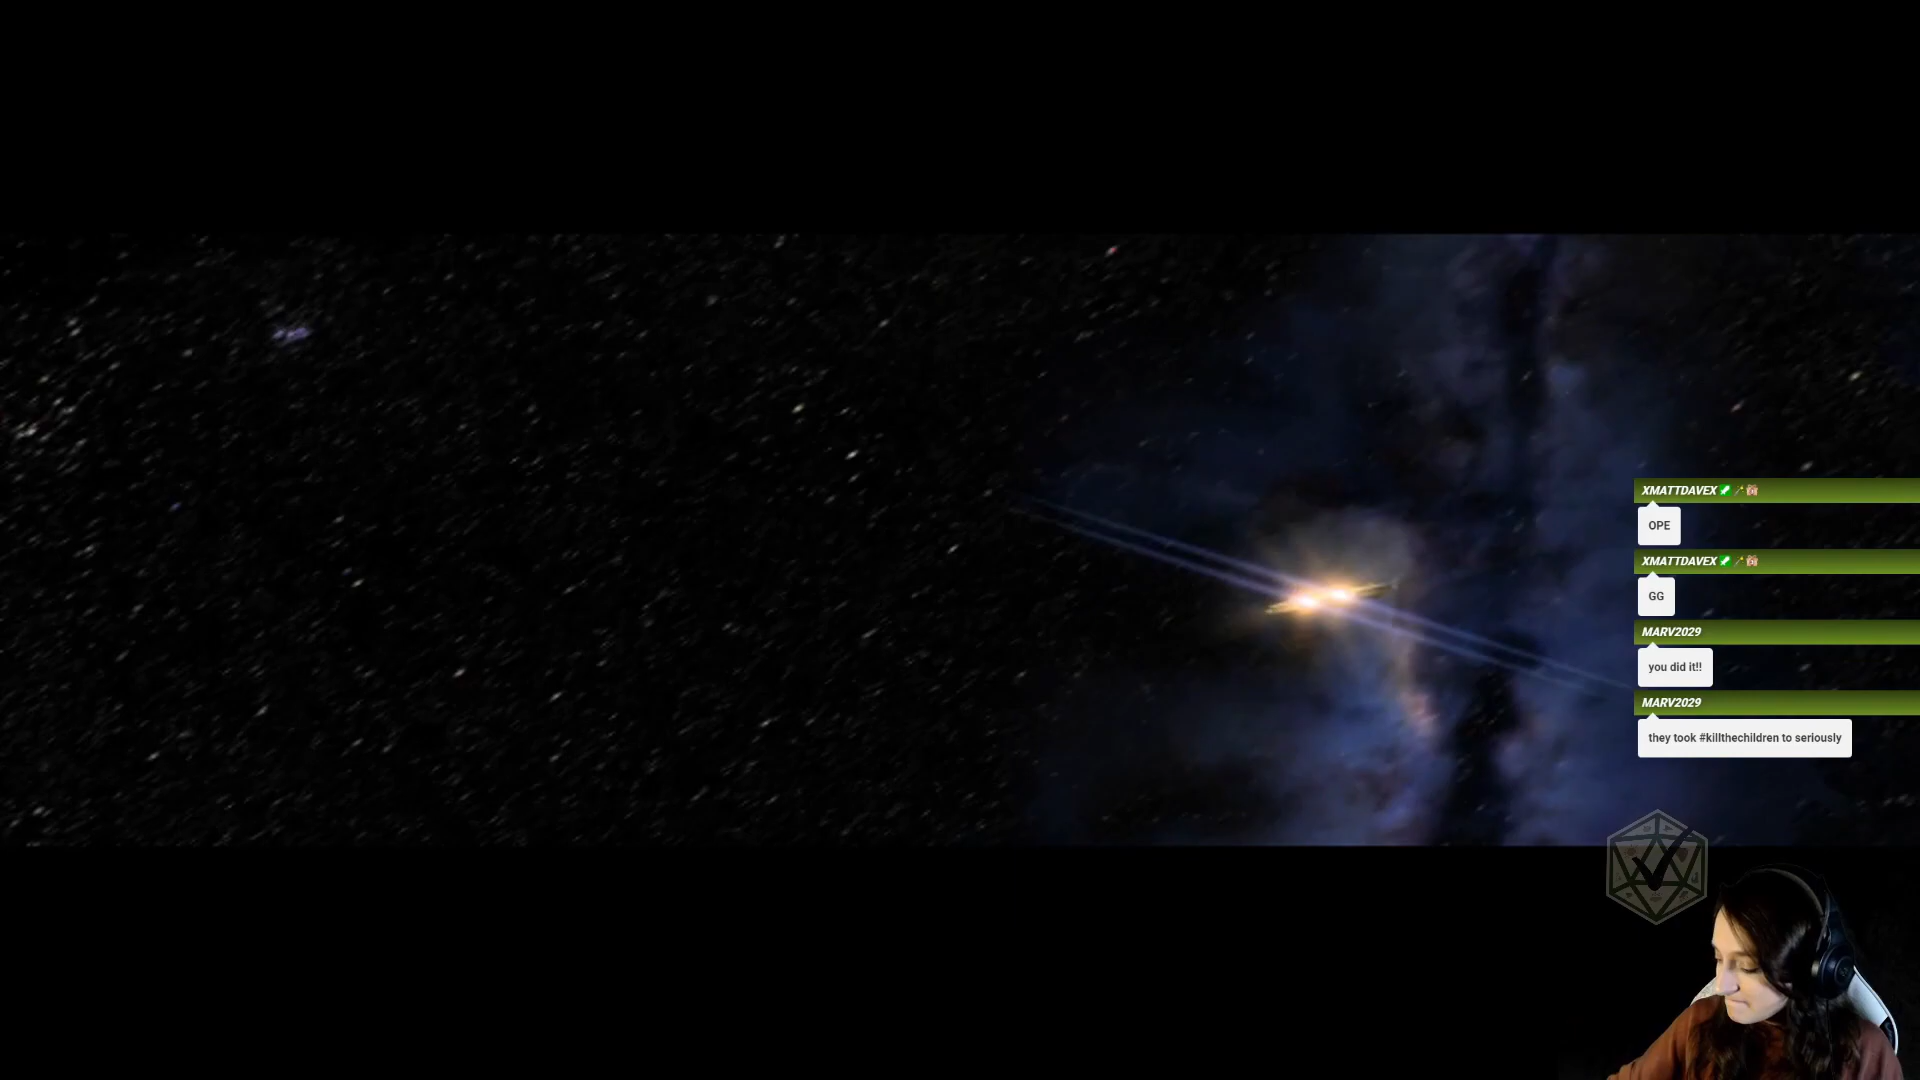 XMATTDAVEX
OPE
XMATTDAVEX
GG
MARV2029
you did it!!
MARV2029
they took #killthechildren to seriously